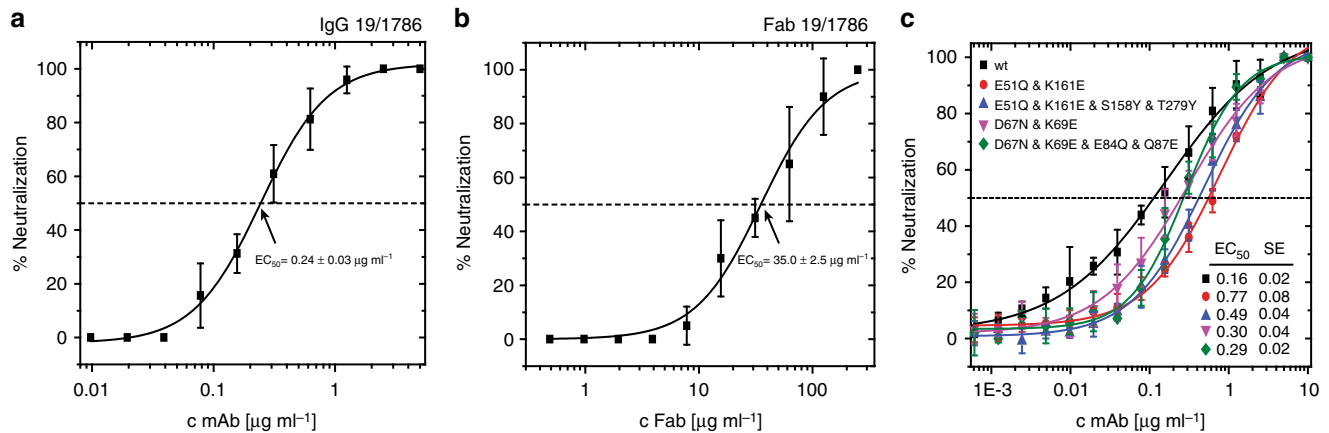 a
IgG 19/1786
% Neutralization
100
80
60
40
20
0
EC50= 0.24 ± 0.03 µg ml−1
0.01
0.1
1
c mAb [µg ml−1]
b
Fab 19/1786
% Neutralization
100
80
60
40
20
0
EC50= 35.0 ± 2.5 µg ml−1
1
10
100
c Fab [µg ml−1]
c
% Neutralization
100
80
60
40
20
0
wt
E51Q & K161E
E51Q & K161E & S158Y & T279Y
D67N & K69E
D67N & K69E & E84Q & Q87E
EC50 SE
0.16 0.02
0.77 0.08
0.49 0.04
0.30 0.04
0.29 0.02
1E-3
0.01
0.1
1
10
c mAb [µg ml−1]